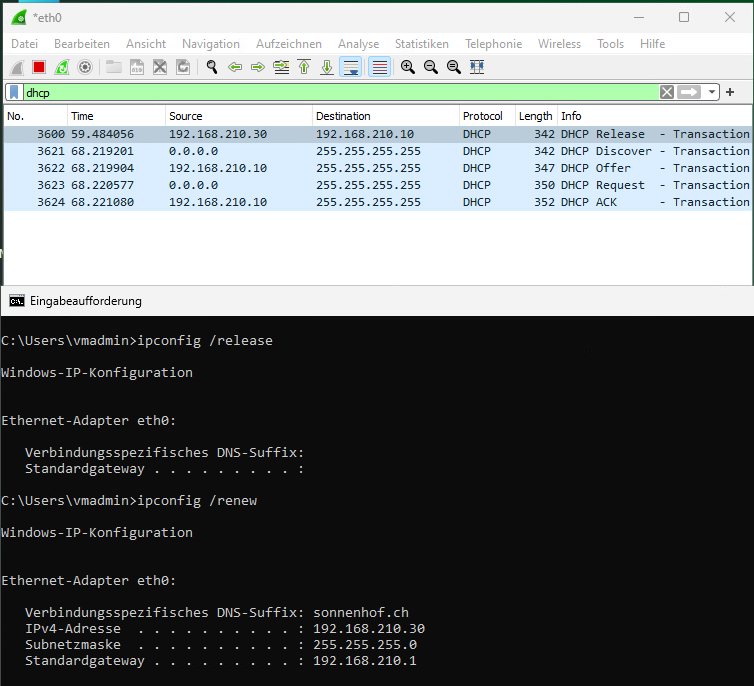 *eth0
Datei Bearbeiten Ansicht Navigation Aufzeichnen Analyse Statistiken Telephonie Wireless Tools Hilfe
dhcp
No. Time Source Destination Protocol Length Info
3600 59.484056 192.168.210.30 192.168.210.10 DHCP 342 DHCP Release - Transaction
3621 68.219201 0.0.0.0 255.255.255.255 DHCP 342 DHCP Discover - Transaction
3622 68.219904 192.168.210.10 255.255.255.255 DHCP 347 DHCP Offer - Transaction
3623 68.220577 0.0.0.0 255.255.255.255 DHCP 350 DHCP Request - Transaction
3624 68.221080 192.168.210.10 255.255.255.255 DHCP 352 DHCP ACK - Transaction
Eingabeaufforderung
C:\Users\vmadmin>ipconfig /release
Windows-IP-Konfiguration
Ethernet-Adapter eth0:
Verbindungsspezifisches DNS-Suffix:
Standardgateway . . . . . . . . . :
C:\Users\vmadmin>ipconfig /renew
Windows-IP-Konfiguration
Ethernet-Adapter eth0:
Verbindungsspezifisches DNS-Suffix: sonnenhof.ch
IPv4-Adresse . . . . . . . . . . : 192.168.210.30
Subnetzmaske . . . . . . . . . . : 255.255.255.0
Standardgateway . . . . . . . . . : 192.168.210.1